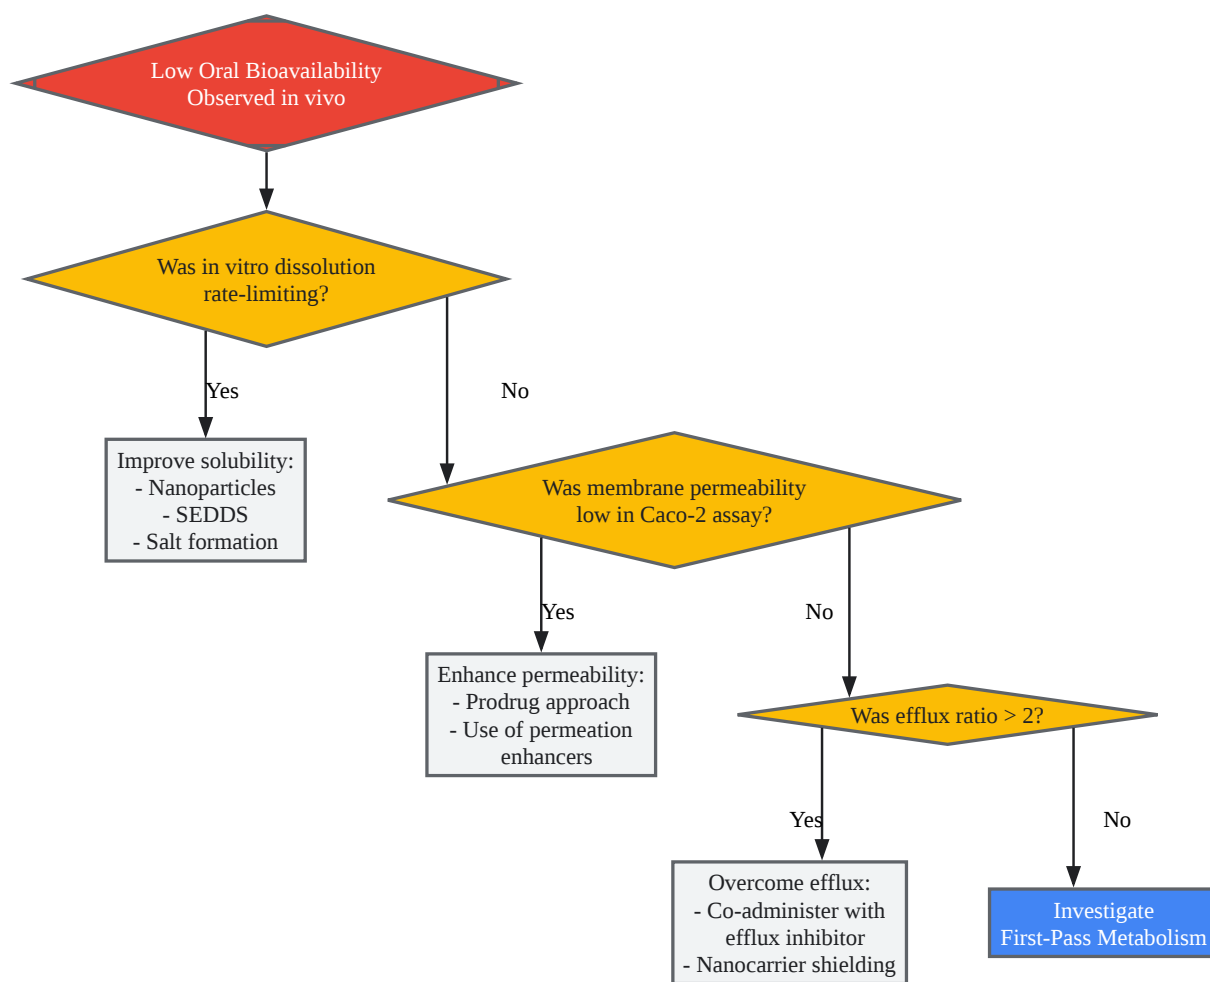 Low Oral Bioavailability
Observed in vivo
Was in vitro dissolution
rate-limiting?
Yes
No
Improve solubility:
- Nanoparticles
- SEDDS
- Salt formation
Was membrane permeability
low in Caco-2 assay?
Yes
No
Enhance permeability:
- Prodrug approach
- Use of permeation
enhancers
Was efflux ratio > 2?
Yes
No
Overcome efflux:
- Co-administer with
efflux inhibitor
- Nanocarrier shielding
Investigate
First-Pass Metabolism